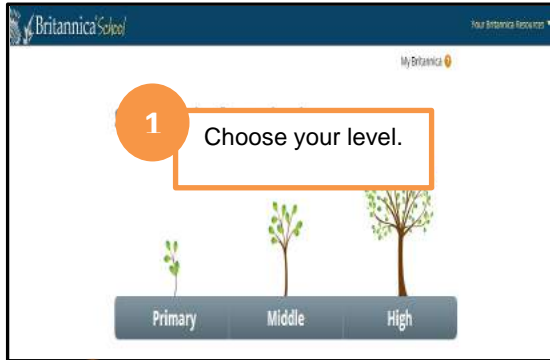 Britannica School
Your Britannica Resources
My Britannica
1
Choose your level.
Primary Middle High